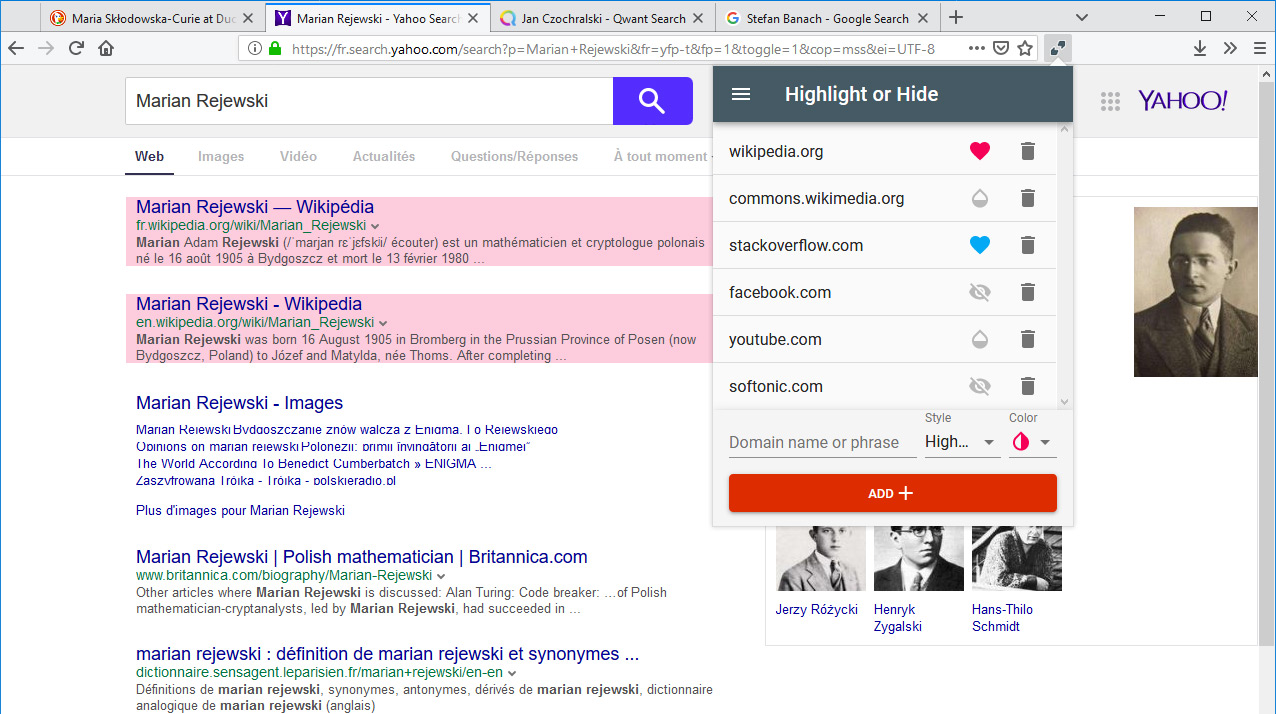 Maria Skłodowska-Curie at Duc
Marian Rejewski - Yahoo Search
Jan Czochralski - Qwant Search
Stefan Banach - Google Search
https://fr.search.yahoo.com/search?p=Marian+Rejewski&fr=yfp-t&fp=1&toggle=1&cop=mss&ei=UTF-8
Marian Rejewski
YAHOO!
Web
Images
Vidéo
Actualités
Questions/Réponses
À tout moment
Marian Rejewski — Wikipédia
fr.wikipedia.org/wiki/Marian_Rejewski
Marian Adam Rejewski (/ˈmarjan rɛˈjɛfskʲi/ écouter) est un mathématicien et cryptologue polonais
né le 16 août 1905 à Bydgoszcz et mort le 13 février 1980 ...
Marian Rejewski - Wikipedia
en.wikipedia.org/wiki/Marian_Rejewski
Marian Rejewski was born 16 August 1905 in Bromberg in the Prussian Province of Posen (now
Bydgoszcz, Poland) to Józef and Matylda, née Thoms. After completing ...
Marian Rejewski - Images
Marian Rejewski Bydgoszczanie znów walczą z Enigmą. I o Rejewskiego
Opinions on marian rejewski Polonezii: primii învingători ai „Enigmei”
The World According To Benedict Cumberbatch » ENIGMA ...
Zaszyfrowana Trójka - Trójka - polskieradio.pl
Plus d'images pour Marian Rejewski
Marian Rejewski | Polish mathematician | Britannica.com
www.britannica.com/biography/Marian-Rejewski
Other articles where Marian Rejewski is discussed: Alan Turing: Code breaker: ...of Polish
mathematician-cryptanalysts, led by Marian Rejewski, had succeeded in ...
marian rejewski : définition de marian rejewski et synonymes ...
dictionnaire.sensagent.leparisien.fr/marian+rejewski/en-en
Définitions de marian rejewski, synonymes, antonymes, dérivés de marian rejewski, dictionnaire
analogique de marian rejewski (anglais)
Highlight or Hide
wikipedia.org
commons.wikimedia.org
stackoverflow.com
facebook.com
youtube.com
softonic.com
Style
Color
Domain name or phrase
High...
ADD
Jerzy Różycki
Henryk
Zygalski
Hans-Thilo
Schmidt